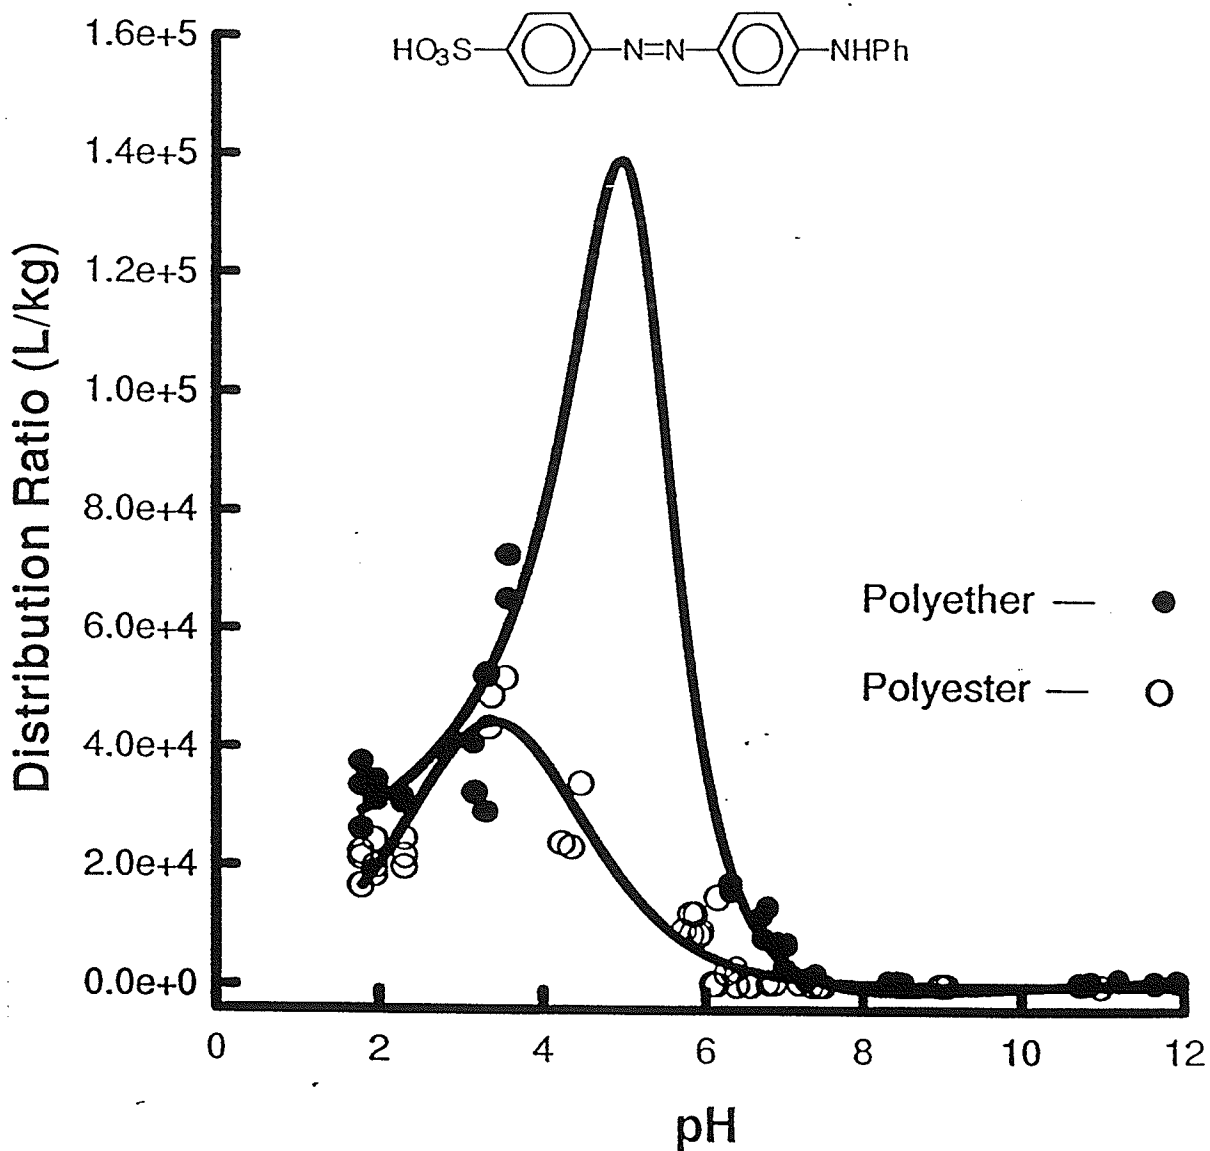 HO₃S N=N NHPh
1.6e+5
1.4e+5
1.2e+5
1.0e+5
8.0e+4
6.0e+4
4.0e+4
2.0e+4
0.0e+0
Distribution Ratio (L/kg)
Polyether —
Polyester —
0 2 4 6 8 10 12
pH